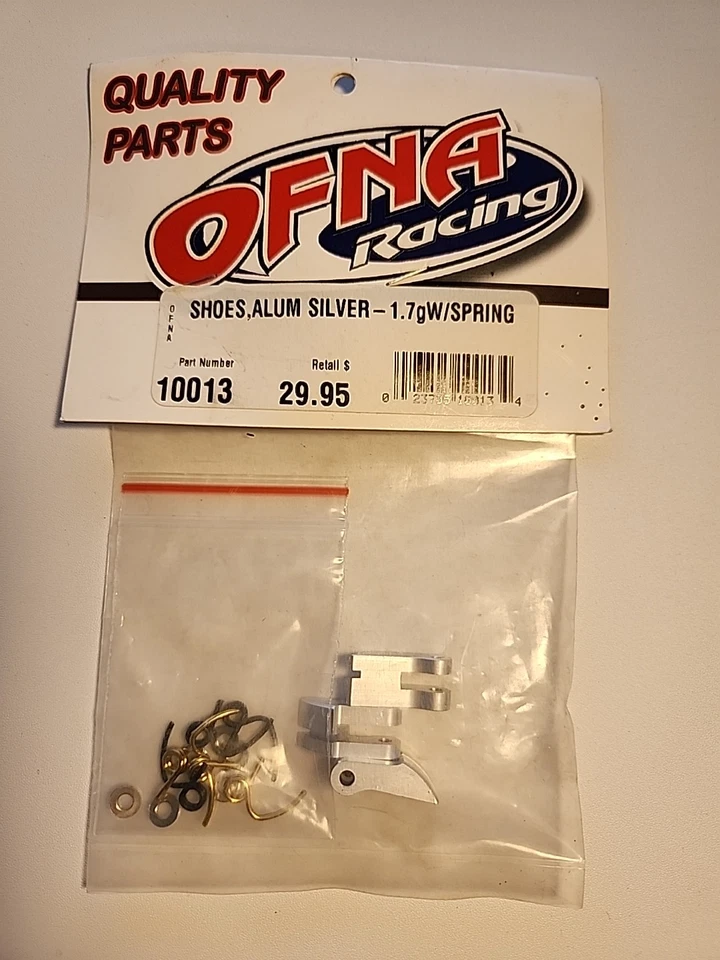 QUALITY
PARTS
OFNA
Racing
OFNA
SHOES,ALUM SILVER-1.7gW/SPRING
Part Number
Retail $
10013
29.95